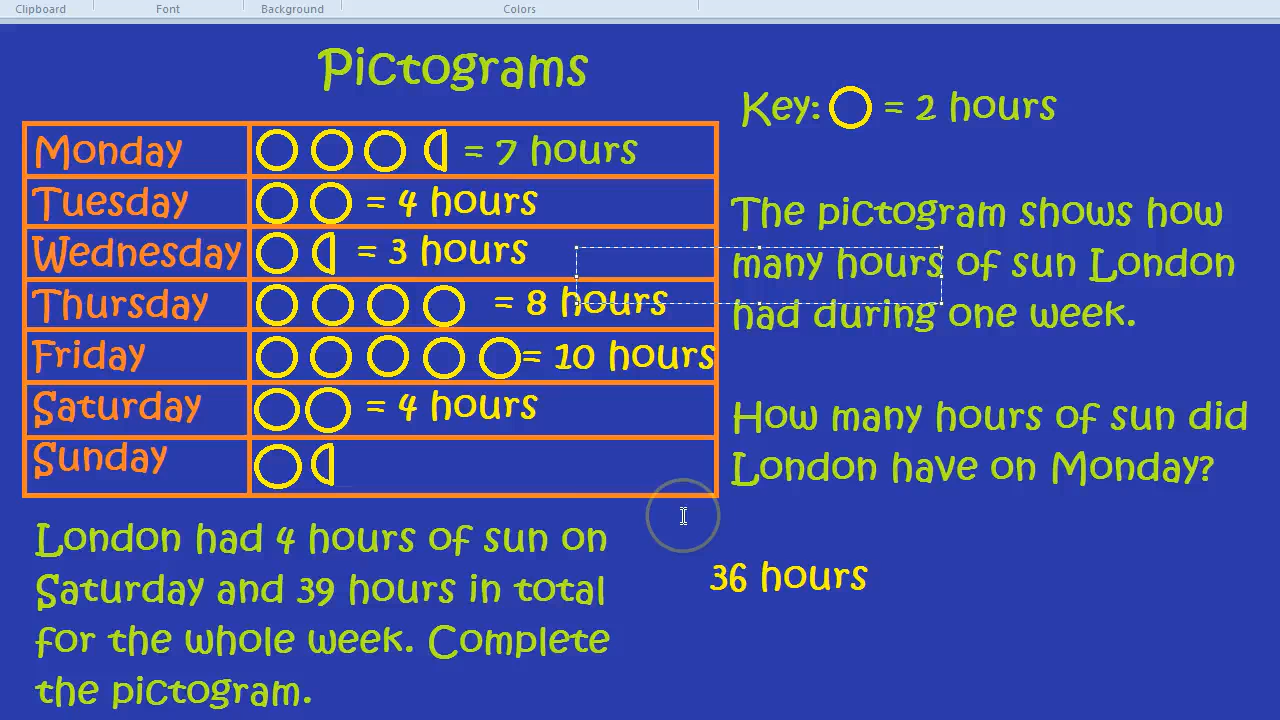 Clipboard Font Background Colors
Pictograms
Key: = 2 hours
Monday = 7 hours
Tuesday = 4 hours
Wednesday = 3 hours
Thursday = 8 hours
Friday = 10 hours
Saturday = 4 hours
Sunday
The pictogram shows how
many hours of sun London
had during one week.
How many hours of sun did
London have on Monday?
London had 4 hours of sun on
Saturday and 39 hours in total
for the whole week. Complete
the pictogram.
36 hours